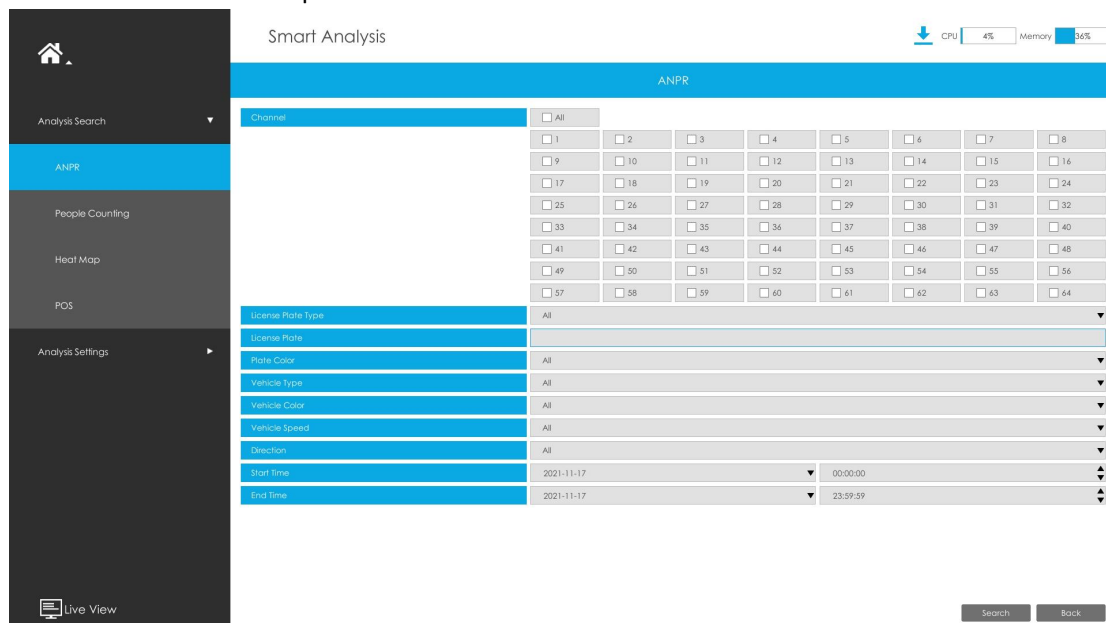 Smart Analysis
CPU 4% Memory 36%
ANPR
Analysis Search
ANPR
People Counting
Heat Map
POS
Analysis Settings
Live View
Channel All
1 2 3 4 5 6 7 8
9 10 11 12 13 14 15 16
17 18 19 20 21 22 23 24
25 26 27 28 29 30 31 32
33 34 35 36 37 38 39 40
41 42 43 44 45 46 47 48
49 50 51 52 53 54 55 56
57 58 59 60 61 62 63 64
License Plate Type All
License Plate
Plate Color All
Vehicle Type All
Vehicle Color All
Vehicle Speed All
Direction All
Start Time 2021-11-17 00:00:00
End Time 2021-11-17 23:59:59
Search Back